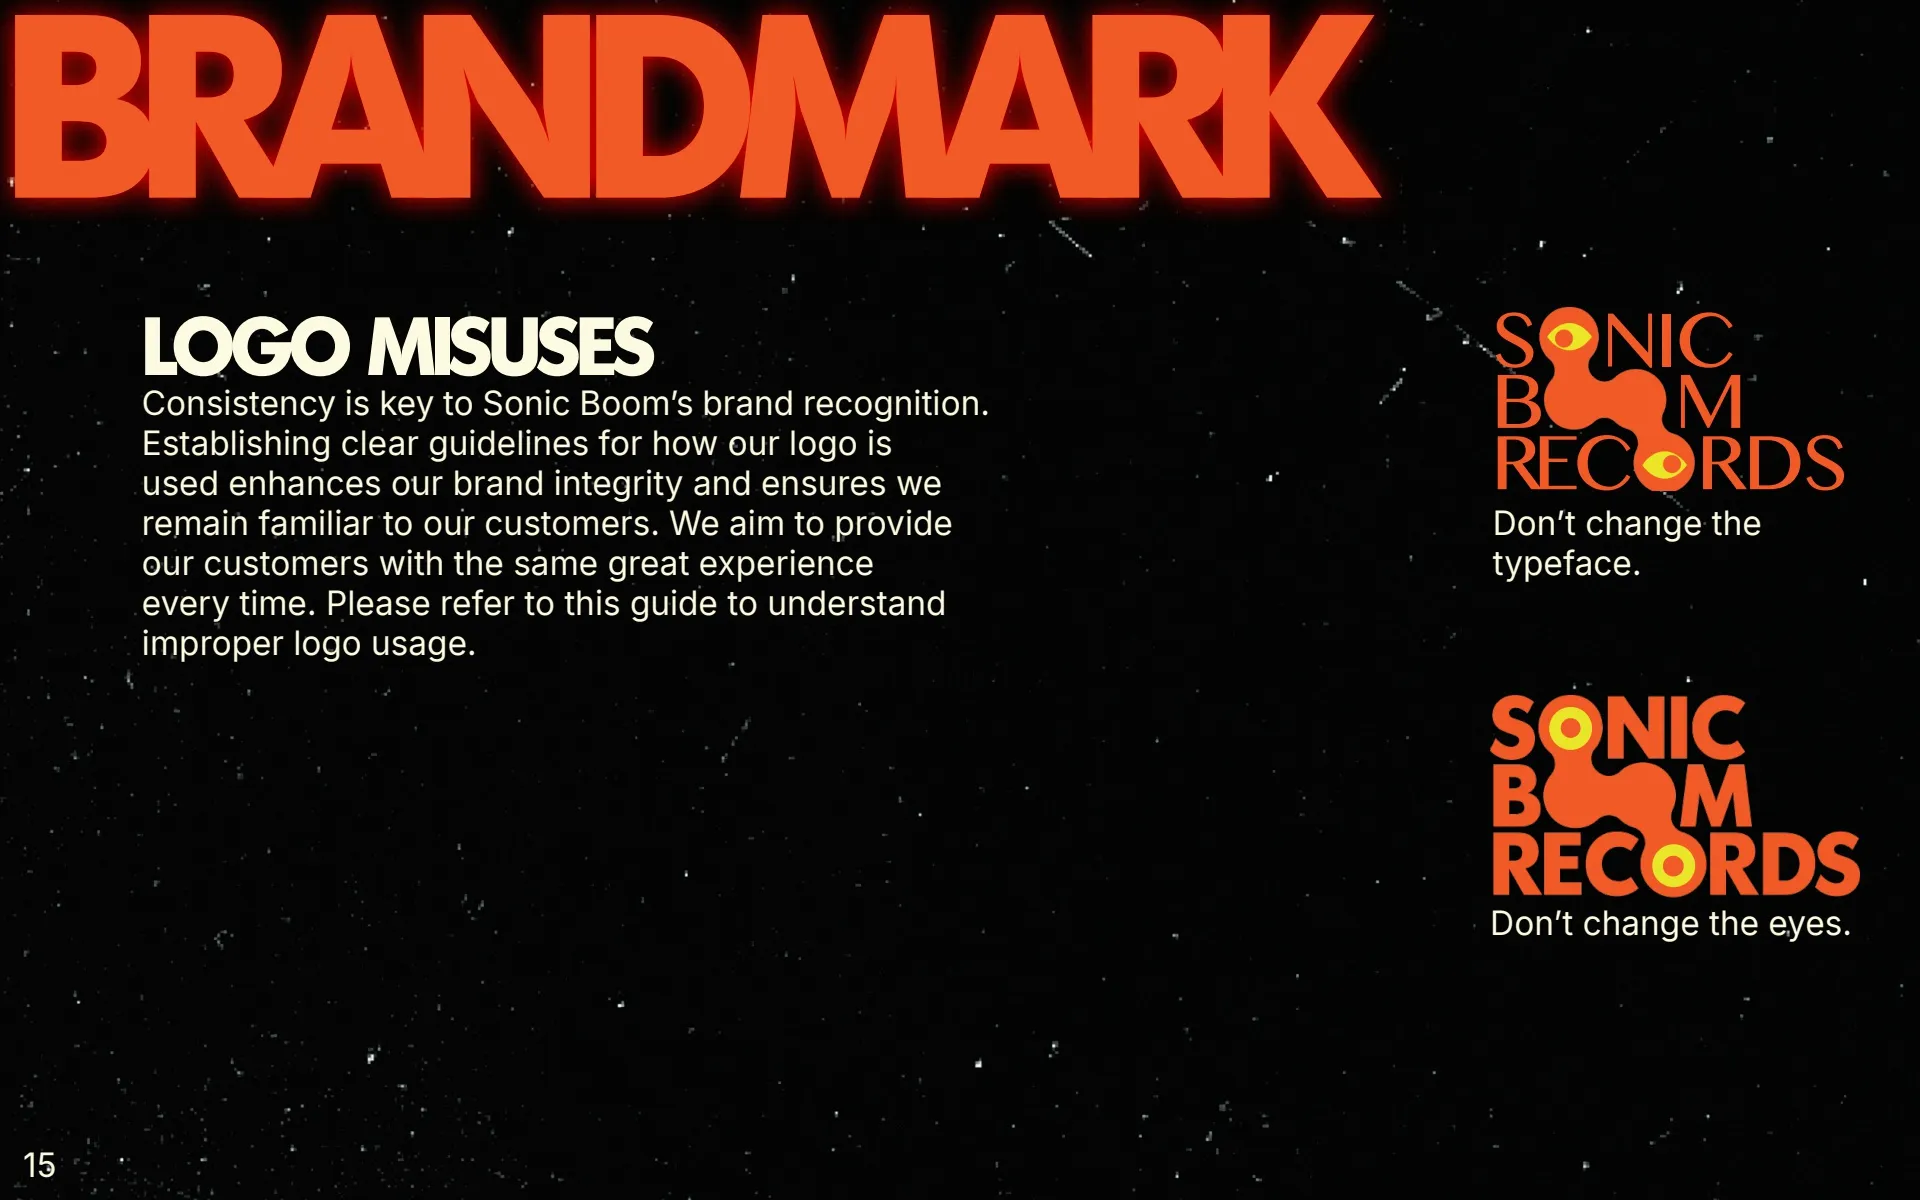 BRANDMARK
LOGO MISUSES
Consistency is key to Sonic Boom’s brand recognition.
Establishing clear guidelines for how our logo is
used enhances our brand integrity and ensures we
remain familiar to our customers. We aim to provide
our customers with the same great experience
every time. Please refer to this guide to understand
improper logo usage.
SONIC
BOOM
RECORDS
Don’t change the
typeface.
SONIC
BOOM
RECORDS
Don’t change the eyes.
15